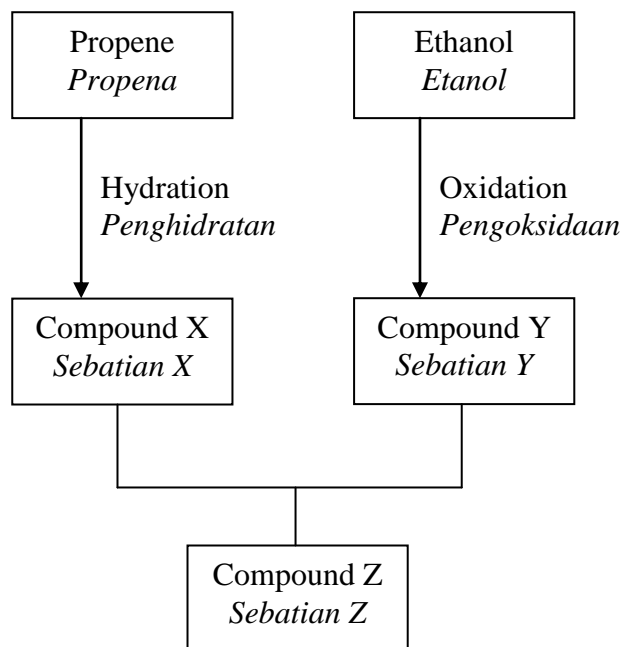 Propene
Propena
Ethanol
Etanol
Hydration
Penghidratan
Oxidation
Pengoksidaan
Compound X
Sebatian X
Compound Y
Sebatian Y
Compound Z
Sebatian Z